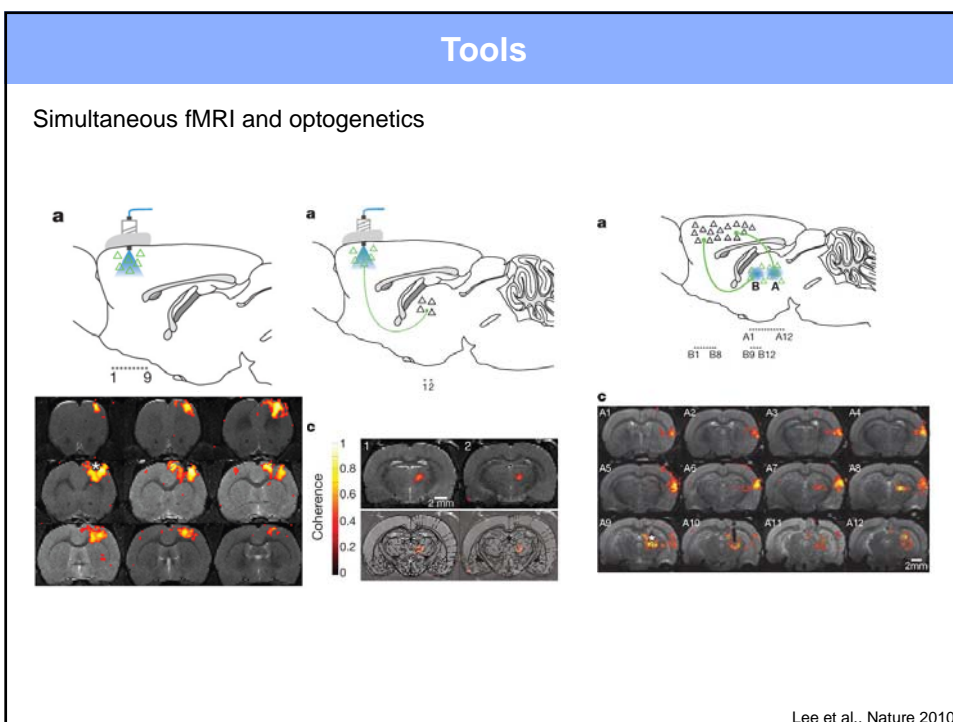 Tools
Simultaneous fMRI and optogenetics
a
1 9
a
12
c
1 2
2 mm
Coherence
1
0.8
0.6
0.4
0.2
0
a
B A
A1 A12
B1 B8 B9 B12
c
A1 A2 A3 A4
A5 A6 A7 A8
A9 A10 A11 A12
2mm
Lee et al., Nature 2010